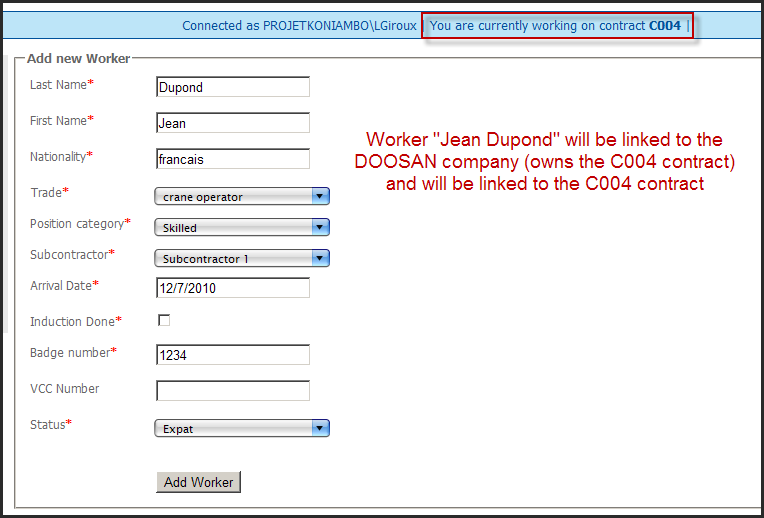 Connected as PROJETKONIAMBO\LGiroux | You are currently working on contract C004 |
Add new Worker
Last Name* Dupond
First Name* Jean
Worker "Jean Dupond" will be linked to the
DOOSAN company (owns the C004 contract)
and will be linked to the C004 contract
Nationality* francais
Trade* crane operator
Position category* Skilled
Subcontractor* Subcontractor 1
Arrival Date* 12/7/2010
Induction Done*
Badge number* 1234
VCC Number
Status* Expat
Add Worker